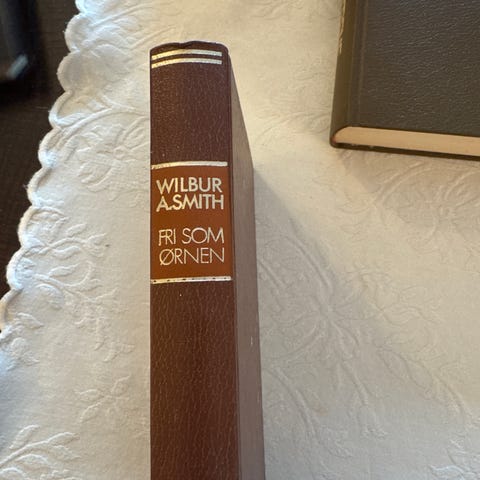 WILBUR
A.SMITH
FRI SOM
ØRNEN